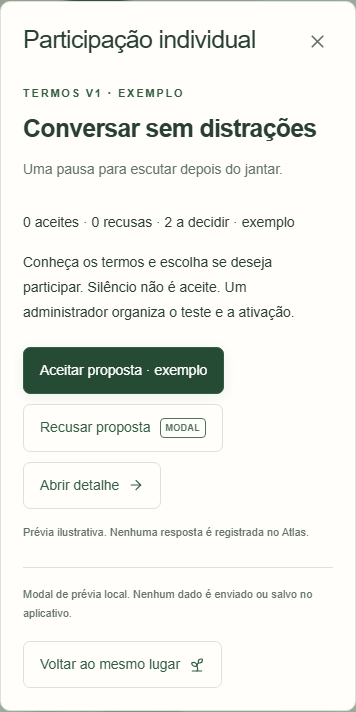 Participação individual
TERMOS V1 · EXEMPLO
Conversar sem distrações
Uma pausa para escutar depois do jantar.
0 aceites · 0 recusas · 2 a decidir · exemplo
Conheça os termos e escolha se deseja
participar. Silêncio não é aceite. Um
administrador organiza o teste e a ativação.
Aceitar proposta · exemplo
Recusar proposta MODAL
Abrir detalhe →
Prévia ilustrativa. Nenhuma resposta é registrada no Atlas.
Modal de prévia local. Nenhum dado é enviado ou salvo no
aplicativo.
Voltar ao mesmo lugar